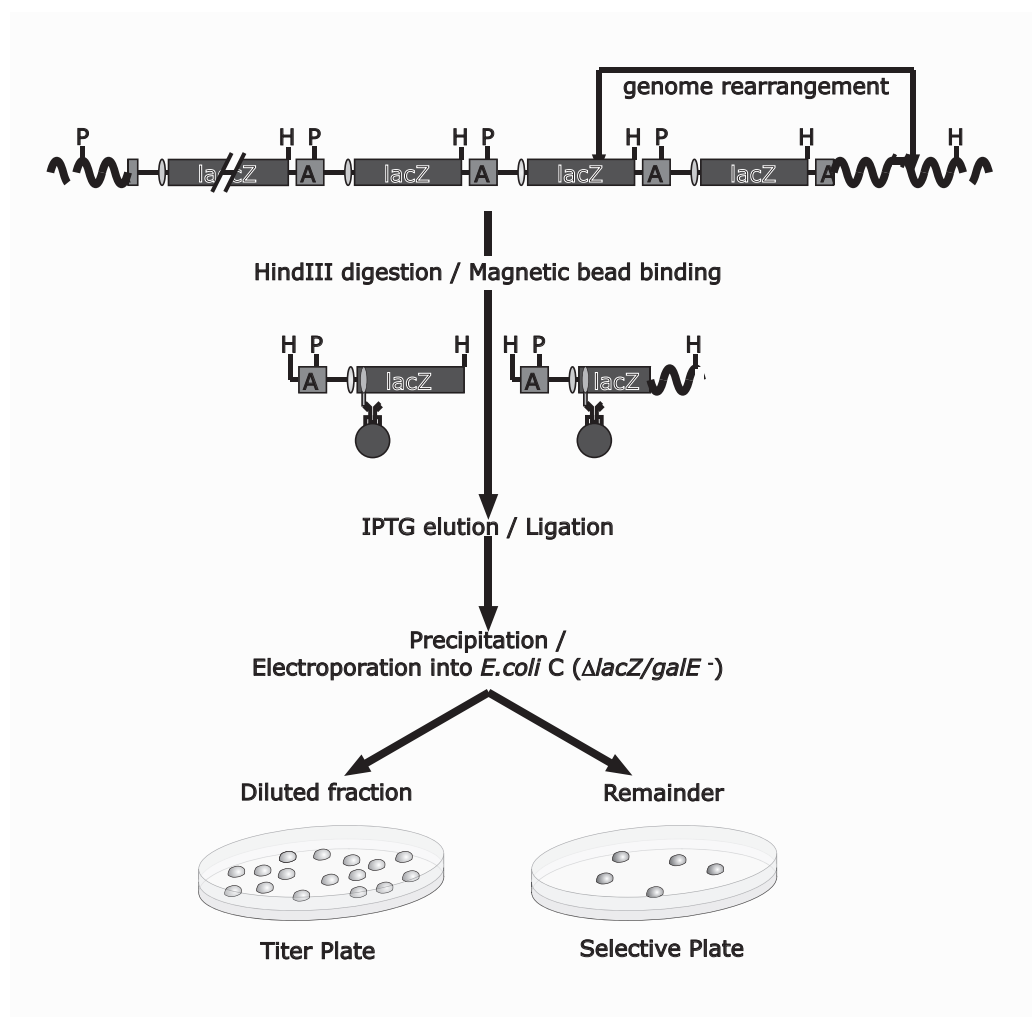 genome rearrangement
P H P H P H P H H
lacZ A lacZ A lacZ A lacZ A
HindIII digestion / Magnetic bead binding
H P H H P H
A lacZ A lacZ
IPTG elution / Ligation
Precipitation /
Electroporation into E.coli C (ΔlacZ/galE -)
Diluted fraction Remainder
Titer Plate Selective Plate